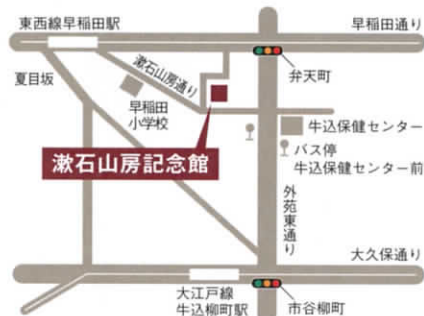 東西線早稲田駅
早稲田通り
夏目坂
漱石山房通り
弁天町
早稲田
小学校
牛込保健センター
バス停
牛込保健センター前
漱石山房記念館
外苑東通り
大久保通り
大江戸線
牛込柳町駅
市谷柳町